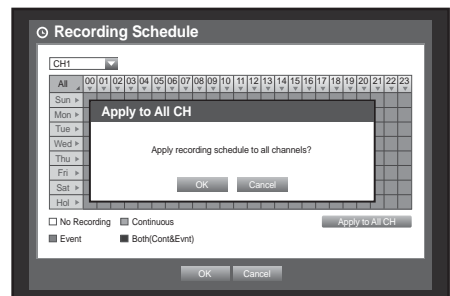 Recording Schedule
CH1
All 00 01 02 03 04 05 06 07 08 09 10 11 12 13 14 15 16 17 18 19 20 21 22 23
Sun
Mon
Apply to All CH
Tue
Wed
Apply recording schedule to all channels?
Thu
Fri
OK Cancel
Sat
Hol
No Recording Continuous Apply to All CH
Event Both(Cont&Evnt)
OK Cancel